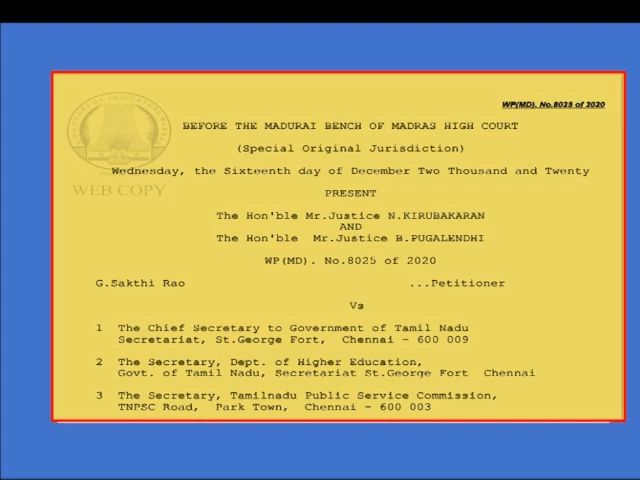 WP(MD). No.8025 of 2020
BEFORE THE MADURAI BENCH OF MADRAS HIGH COURT
(Special Original Jurisdiction)
Wednesday, the Sixteenth day of December Two Thousand and Twenty
WEB COPY
PRESENT
The Hon'ble Mr.Justice N.KIRUBAKARAN
AND
The Hon'ble Mr.Justice B.PUGALENDHI
WP(MD). No.8025 of 2020
G.Sakthi Rao ...Petitioner
Vs
1 The Chief Secretary to Government of Tamil Nadu
Secretariat, St.George Fort, Chennai - 600 009
2 The Secretary, Dept. of Higher Education,
Govt. of Tamil Nadu, Secretariat St.George Fort Chennai
3 The Secretary, Tamilnadu Public Service Commission,
TNPSC Road, Park Town, Chennai - 600 003